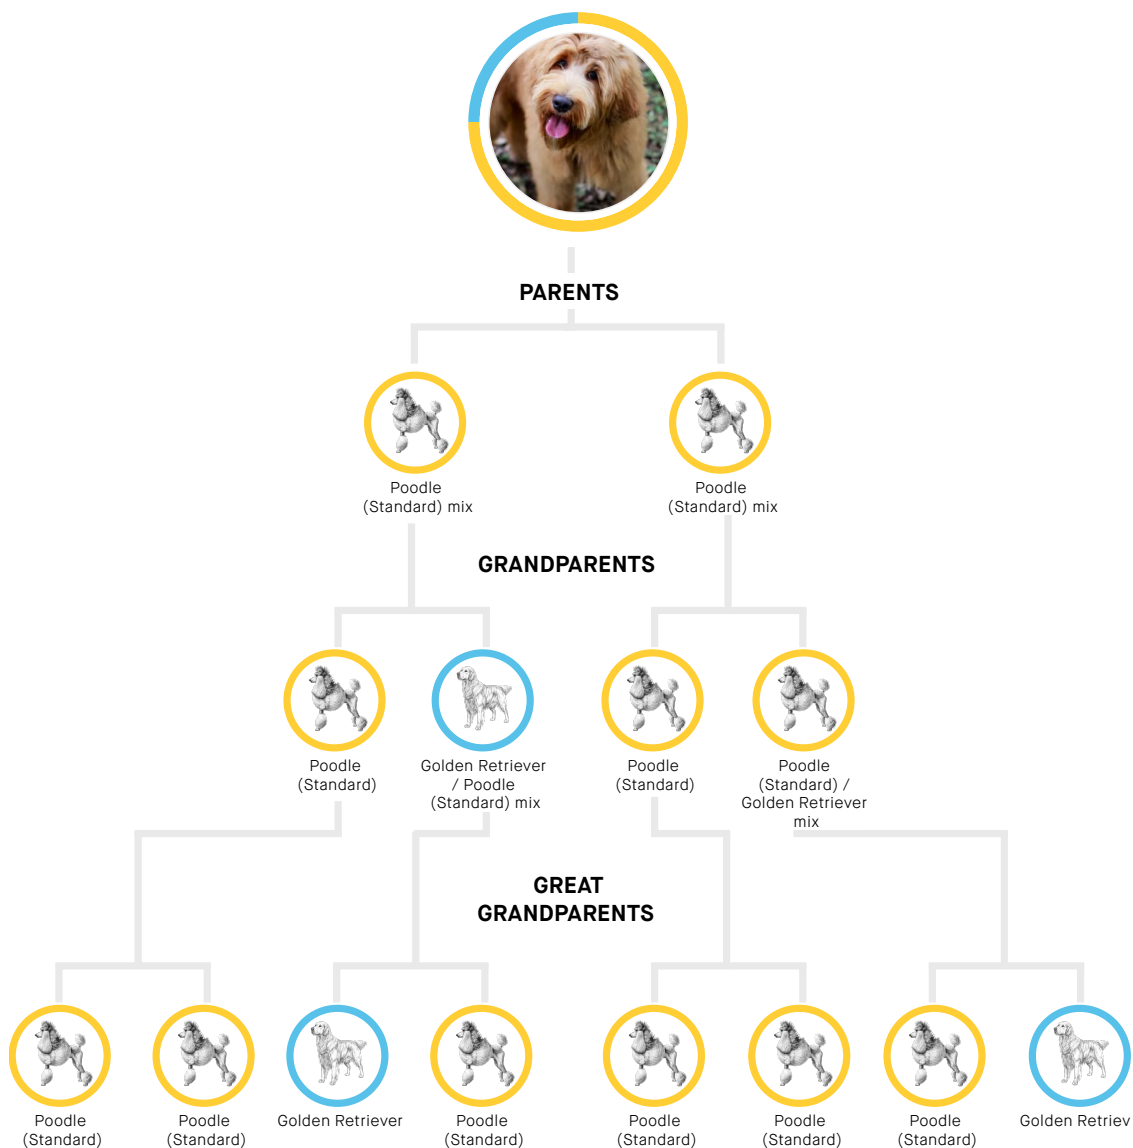 PARENTS
Poodle
(Standard) mix
Poodle
(Standard) mix
GRANDPARENTS
Poodle
(Standard)
Golden Retriever
/ Poodle
(Standard) mix
Poodle
(Standard)
Poodle
(Standard) /
Golden Retriever
mix
GREAT
GRANDPARENTS
Poodle
(Standard)
Poodle
(Standard)
Golden Retriever
Poodle
(Standard)
Poodle
(Standard)
Poodle
(Standard)
Poodle
(Standard)
Golden Retriev